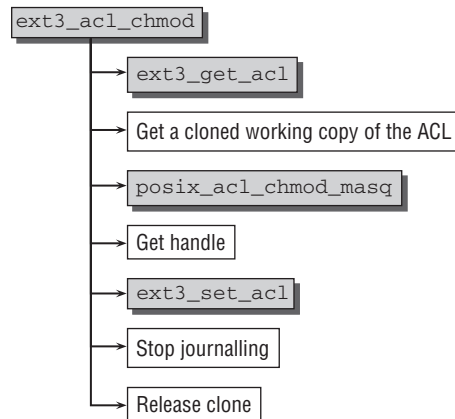 ext3_acl_chmod
ext3_get_acl
Get a cloned working copy of the ACL
posix_acl_chmod_masq
Get handle
ext3_set_acl
Stop journalling
Release clone